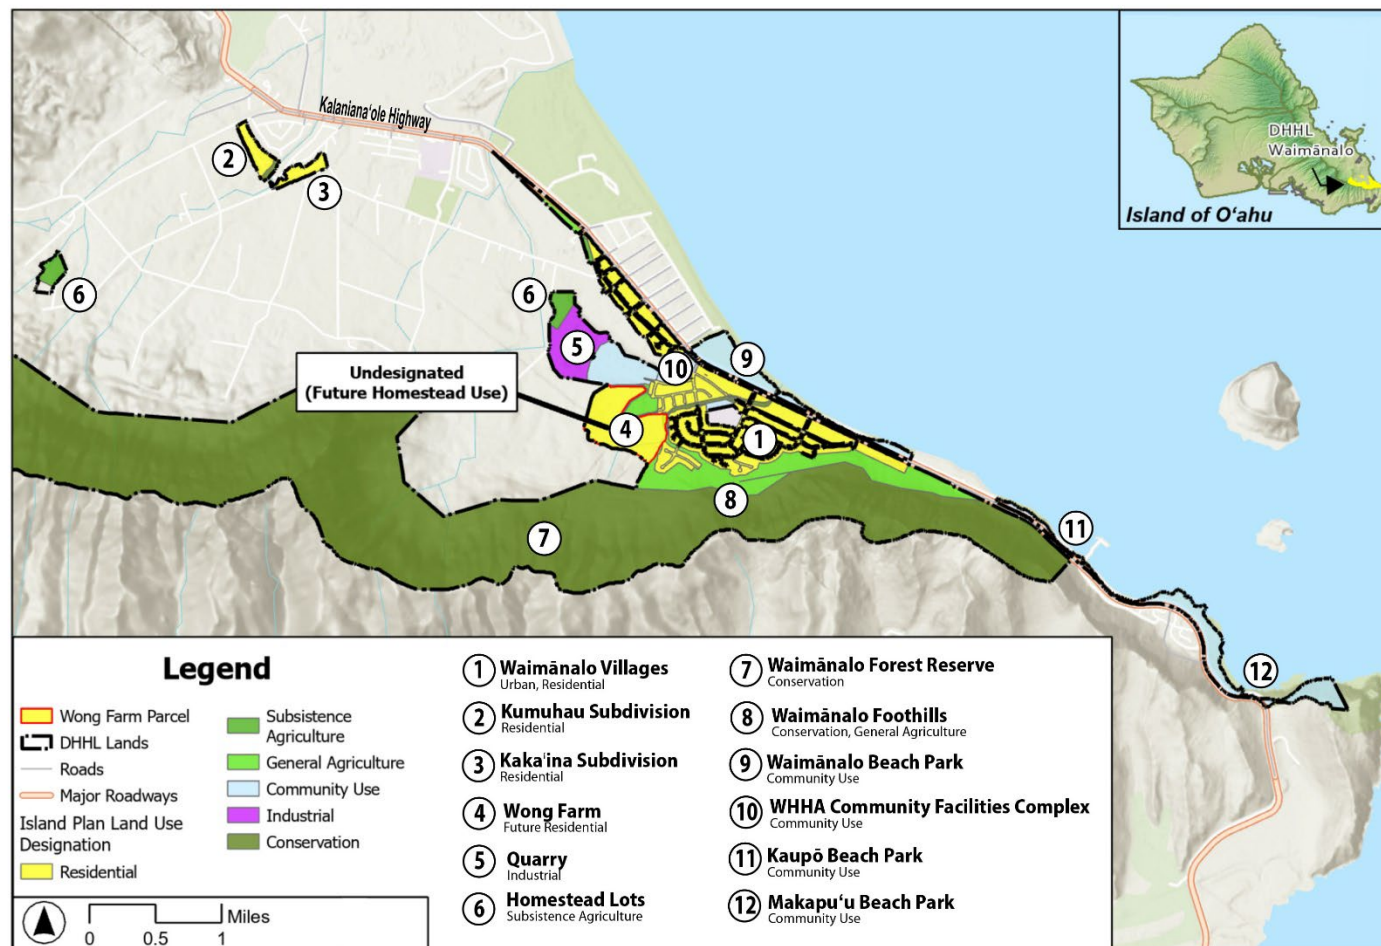 Kalaniana‘ole Highway
DHHL
Waimānalo
Island of O‘ahu
2
3
6
6
5
9
10
Undesignated
(Future Homestead Use)
4
1
8
7
11
12
Legend
Wong Farm Parcel
DHHL Lands
Roads
Major Roadways
Island Plan Land Use
Designation
Residential
Subsistence
Agriculture
General Agriculture
Community Use
Industrial
Conservation
1 Waimānalo Villages
Urban, Residential
2 Kumuhau Subdivision
Residential
3 Kaka‘ina Subdivision
Residential
4 Wong Farm
Future Residential
5 Quarry
Industrial
6 Homestead Lots
Subsistence Agriculture
7 Waimānalo Forest Reserve
Conservation
8 Waimānalo Foothills
Conservation, General Agriculture
9 Waimānalo Beach Park
Community Use
10 WHHA Community Facilities Complex
Community Use
11 Kaupō Beach Park
Community Use
12 Makapu‘u Beach Park
Community Use
Miles
0 0.5 1